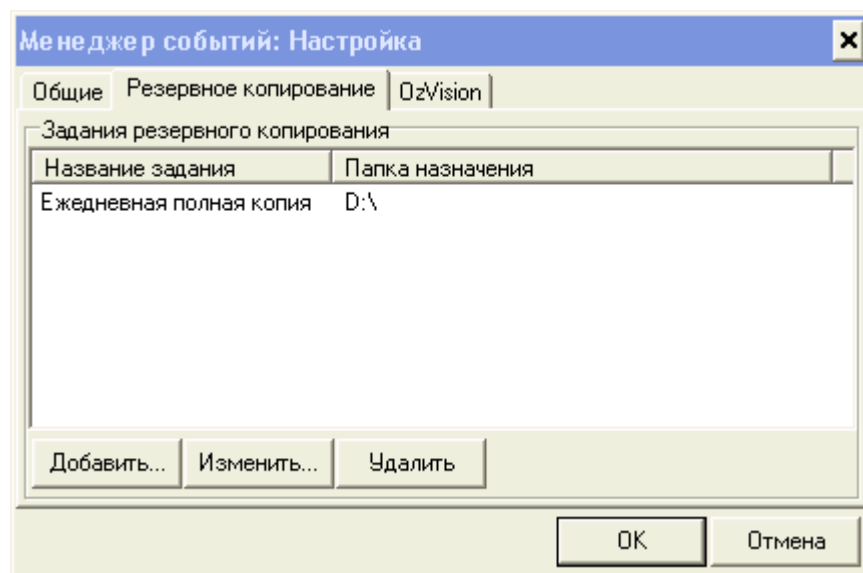 Менеджер событий: Настройка
Общие Резервное копирование OzVision
Задания резервного копирования
Название задания Папка назначения
Ежедневная полная копия D:\
Добавить... Изменить... Удалить
OK Отмена